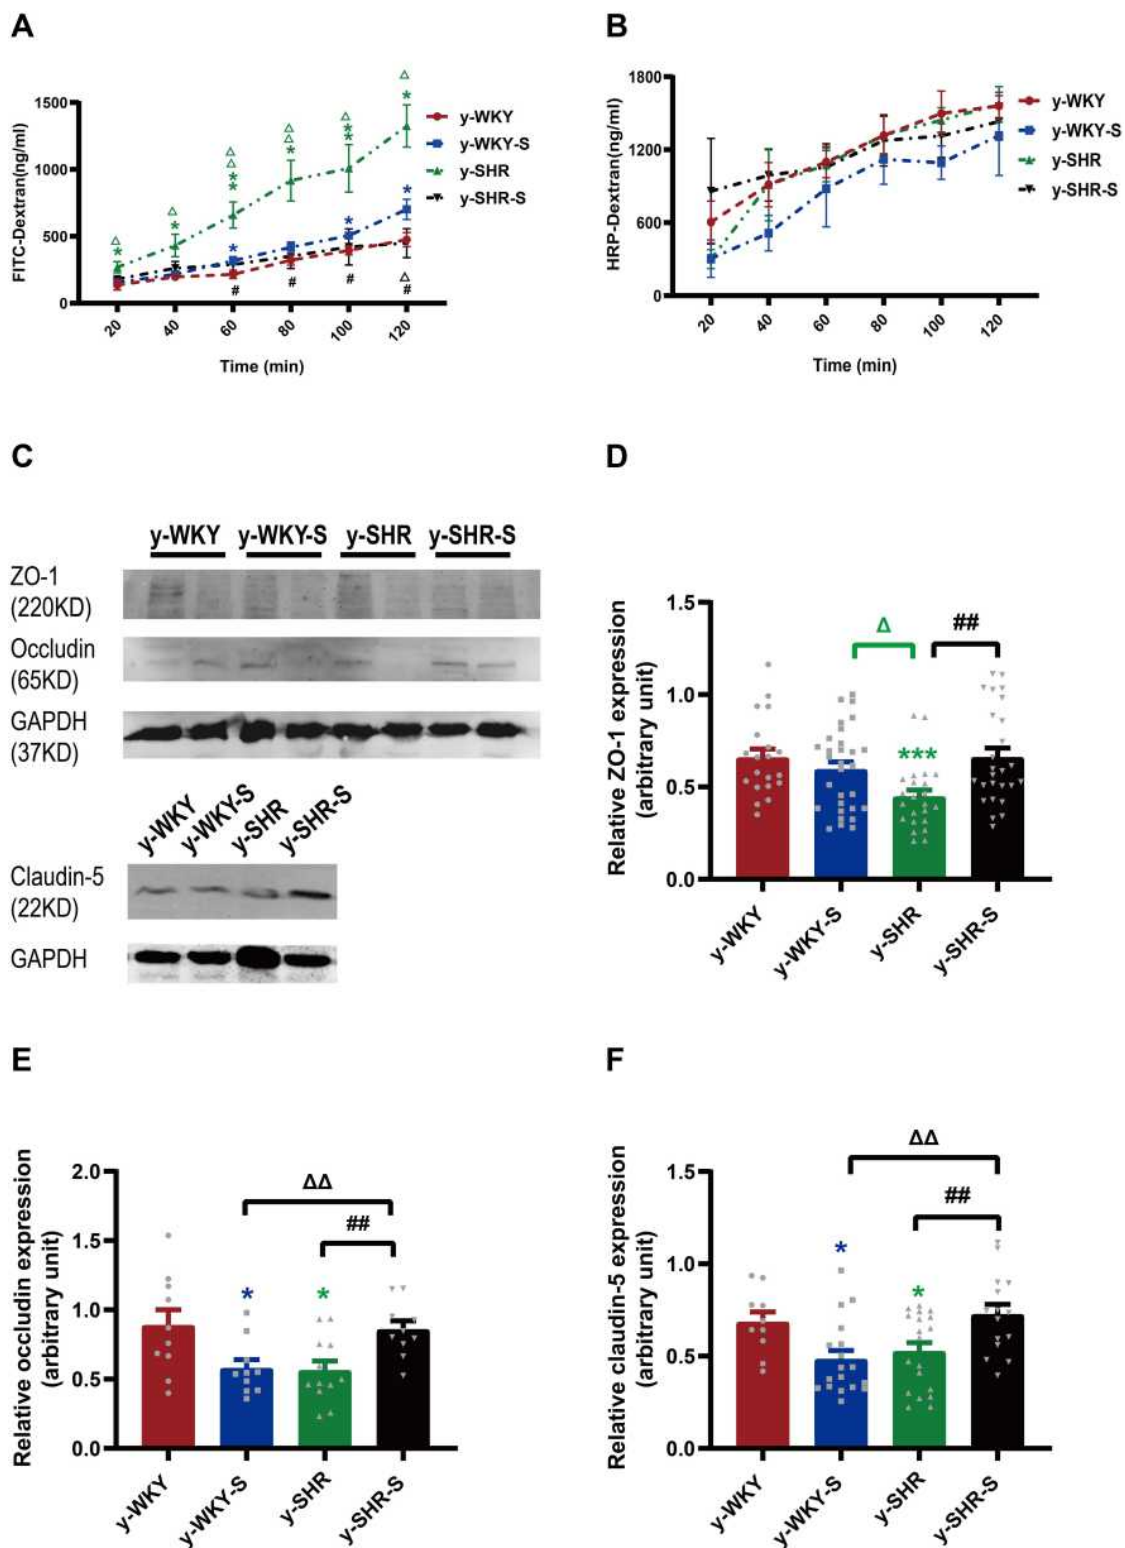 A
FITC-Dextran(ng/ml)
1500
1000
500
0
Δ
*
Δ
*
Δ
Δ
*
*
Δ
Δ
*
Δ
*
*
Δ
*
*
*
*
#
#
#
Δ
#
20
40
60
80
100
120
Time (min)
y-WKY
y-WKY-S
y-SHR
y-SHR-S
B
HRP-Dextran(ng/ml)
1800
1200
600
0
20
40
60
80
100
120
Time (min)
y-WKY
y-WKY-S
y-SHR
y-SHR-S
C
y-WKY y-WKY-S y-SHR y-SHR-S
ZO-1
(220KD)
Occludin
(65KD)
GAPDH
(37KD)
y-WKY
y-WKY-S
y-SHR
y-SHR-S
Claudin-5
(22KD)
GAPDH
D
Relative ZO-1 expression
(arbitrary unit)
1.5
1.0
0.5
0.0
Δ
##
***
y-WKY
y-WKY-S
y-SHR
y-SHR-S
E
Relative occludin expression
(arbitrary unit)
2.0
1.5
1.0
0.5
0.0
ΔΔ
##
*
*
y-WKY
y-WKY-S
y-SHR
y-SHR-S
F
Relative claudin-5 expression
(arbitrary unit)
1.5
1.0
0.5
0.0
ΔΔ
##
*
*
y-WKY
y-WKY-S
y-SHR
y-SHR-S